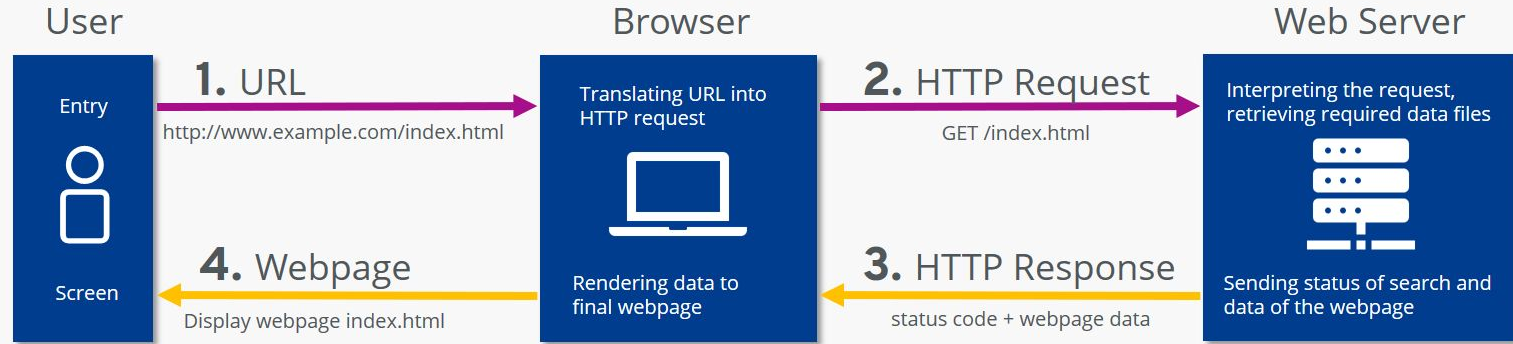 User
Browser
Web Server
Entry
1. URL
http://www.example.com/index.html
Translating URL into
HTTP request
2. HTTP Request
GET /index.html
Interpreting the request,
retrieving required data files
Screen
4. Webpage
Display webpage index.html
Rendering data to
final webpage
3. HTTP Response
status code + webpage data
Sending status of search and
data of the webpage